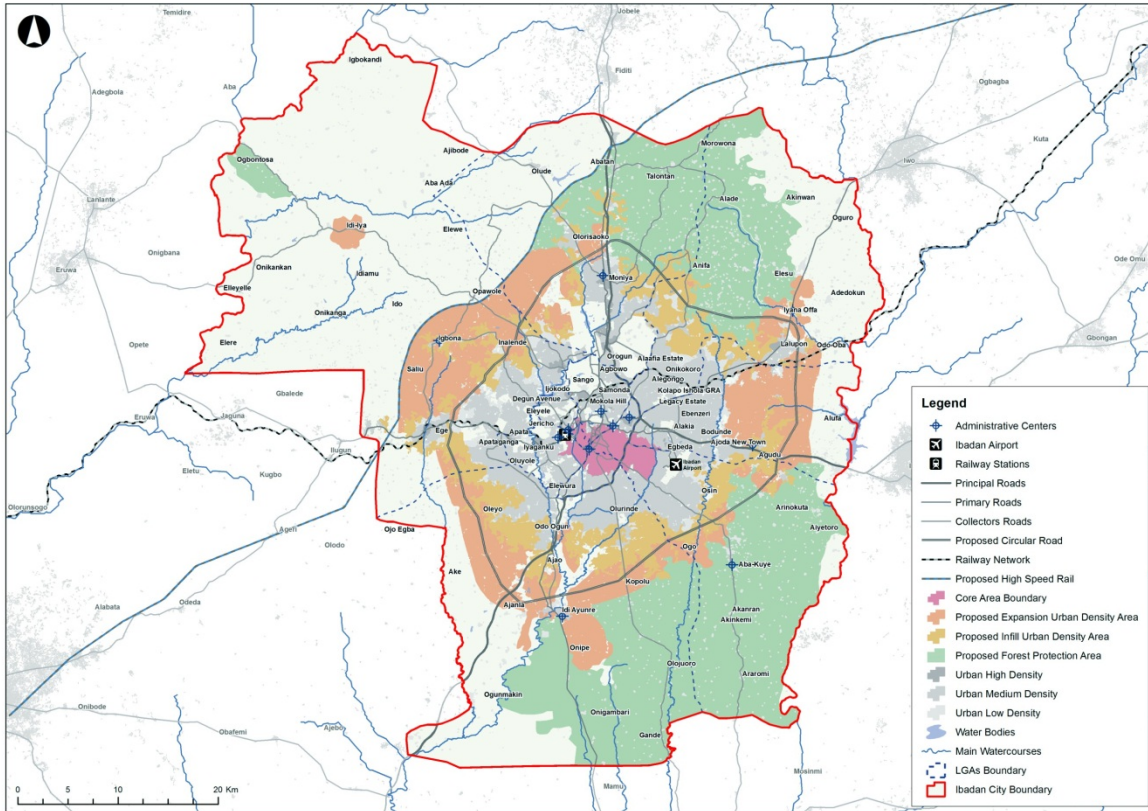 Temidire
Jobele
Igbokandi
Fiditi
Adegbola
Aba
Ogbagba
Kuta
Morowona
Ajibode
Abatan
Iwo
Ogbontosa
Olude
Talontan
Aba Ada
Alade
Akinwan
Lanlante
Oguro
Idi-Iya
Elewe
Olorisaoko
Onigbana
Ode Omu
Onikankan
Idiamu
Anifa
Elesu
Eruwa
Moniya
Elleyelle
Opawole
Adedokun
Ido
Onikanga
Iyana Offa
Gbongan
Igbona
Inalende
Elere
Opete
Orogun
Alaafia Estate
Lalupon
Odo-Oba
Agbowo
Onikokoro
Saliu
Sango
Alegongo
Ijokodo
Samonda
Kolapo Ishola GRA
Gbalede
Degun Avenue
Legacy Estate
Eleyele
Mokola Hill
Ebenzeri
Eruwa
Jaguna
Jericho
Alakia
Alufa
Ege
Apata
Bodunde
Apataganga
Iyaganku
Egbeda
Ajoda New Town
Ilugun
Oluyole
Agudu
Ibadan
Airport
Eletu
Kugbo
Elewura
Osin
Olorunsogo
Oleyo
Olurinde
Arinokuta
Odo Ogun
Aiyetoro
Ojo Egba
Ageri
Olodo
Ajao
Ogo
Ake
Aba-Kuye
Kopolu
Alabata
Odeda
Ajania
Idi Ayunre
Akanran
Akinkemi
Onipe
Olojuoro
Araromi
Ogunmakin
Onibode
Onigambari
Obafemi
Ajebo
Gande
Mosinmi
Mamu
0 5 10 20 Km
Legend
Administrative Centers
Ibadan Airport
Railway Stations
Principal Roads
Primary Roads
Collectors Roads
Proposed Circular Road
Railway Network
Proposed High Speed Rail
Core Area Boundary
Proposed Expansion Urban Density Area
Proposed Infill Urban Density Area
Proposed Forest Protection Area
Urban High Density
Urban Medium Density
Urban Low Density
Water Bodies
Main Watercourses
LGAs Boundary
Ibadan City Boundary